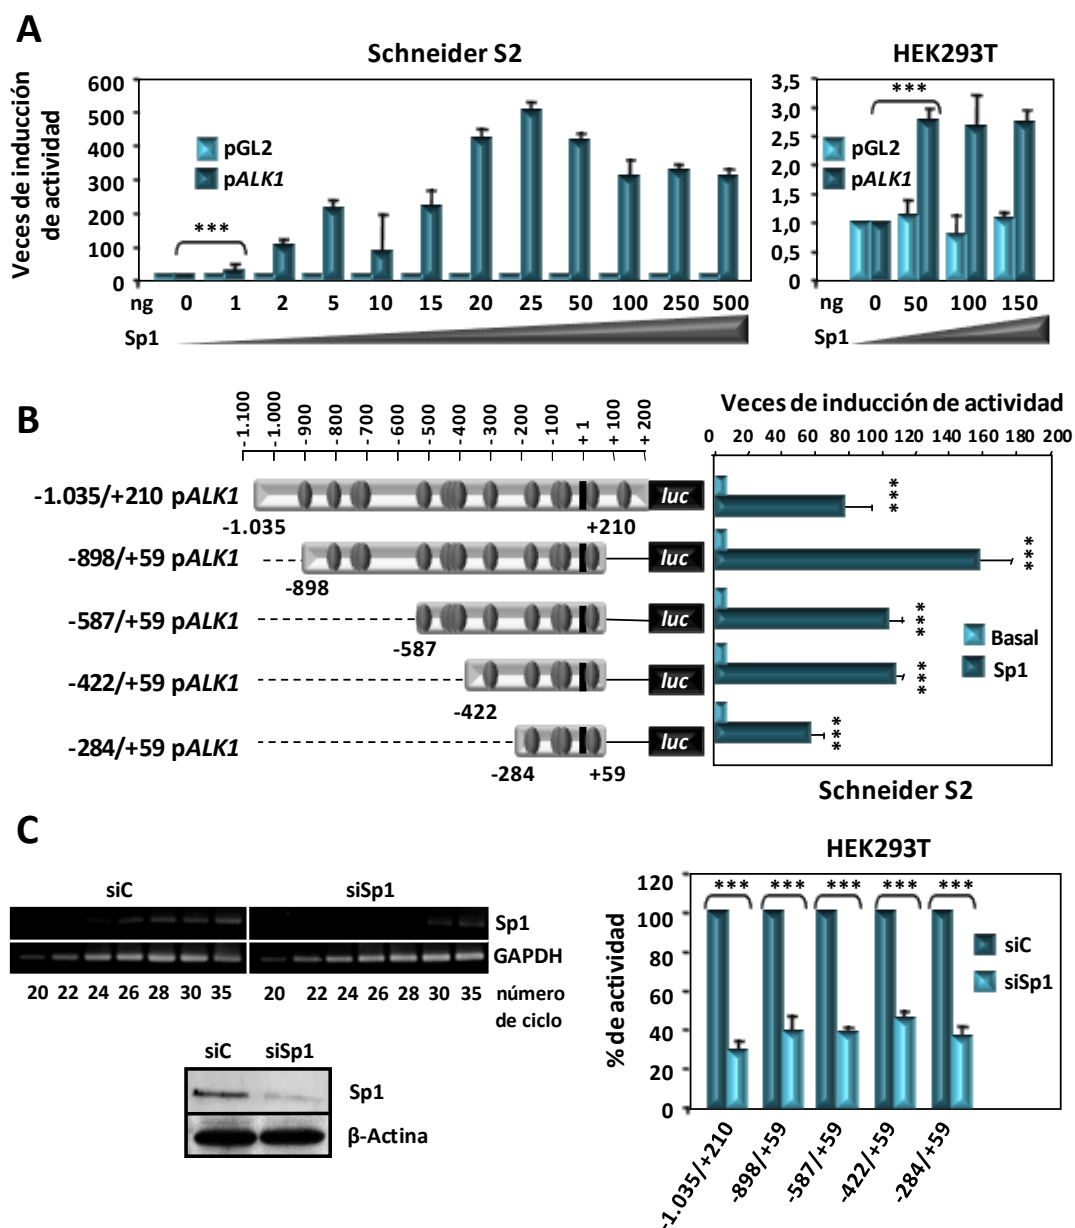 A
Schneider S2
HEK293T
Veces de inducción
de actividad
600
500
400
300
200
100
0
pGL2
pALK1
***
ng 0 1 2 5 10 15 20 25 50 100 250 500
Sp1
3,5
3,0
2,5
2,0
1,5
1,0
0,5
0
***
pGL2
pALK1
ng 0 50 100 150
Sp1
B
-1.100 -1.000 -900 -800 -700 -600 -500 -400 -300 -200 -100 +1 +100 +200
Veces de inducción de actividad
0 20 40 60 80 100 120 140 160 180 200
-1.035/+210 pALK1 luc ***
-1.035 +210
-898/+59 pALK1 luc ***
-898
-587/+59 pALK1 luc ***
-587
-422/+59 pALK1 luc ***
-422
-284/+59 pALK1 luc ***
-284 +59
Basal
Sp1
Schneider S2
C
siC siSp1
Sp1
GAPDH
20 22 24 26 28 30 35 20 22 24 26 28 30 35 número
de ciclo
siC siSp1
Sp1
β-Actina
HEK293T
% de actividad
120
100
80
60
40
20
0
*** *** *** *** ***
siC
siSp1
-1.035/+210 -898/+59 -587/+59 -422/+59 -284/+59